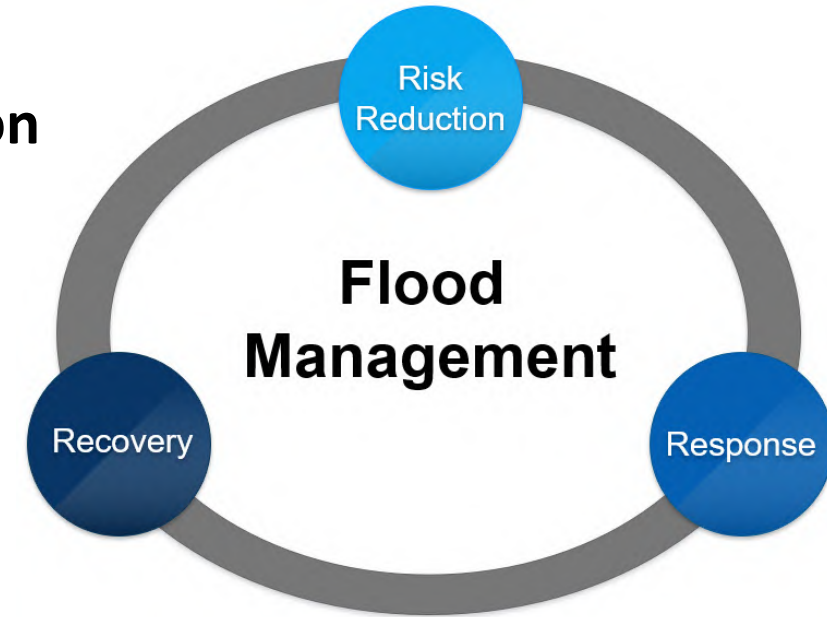 Risk
Reduction
on
Flood
Management
Recovery
Response